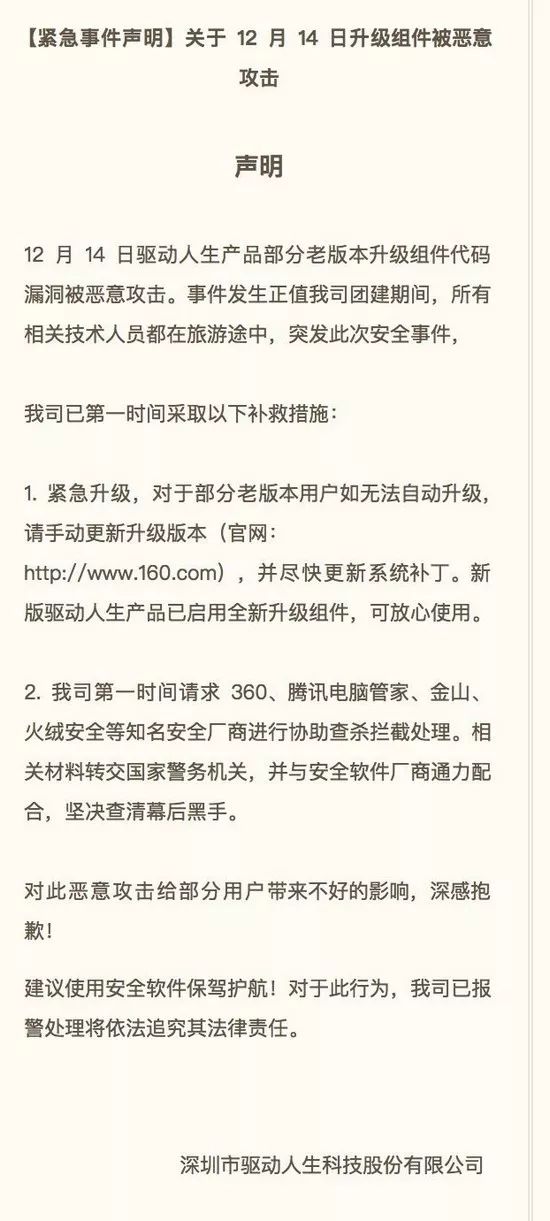 【紧急事件声明】关于 12 月 14 日升级组件被恶意
攻击
声明
12 月 14 日驱动人生产品部分老版本升级组件代码
漏洞被恶意攻击。事件发生正值我司团建期间，所有
相关技术人员都在旅游途中，突发此次安全事件，
我司已第一时间采取以下补救措施：
1. 紧急升级，对于部分老版本用户如无法自动升级，
请手动更新升级版本（官网：
http://www.160.com），并尽快更新系统补丁。新
版驱动人生产品已启用全新升级组件，可放心使用。
2. 我司第一时间请求 360、腾讯电脑管家、金山、
火绒安全等知名安全厂商进行协助查杀拦截处理。相
关材料转交国家警务机关，并与安全软件厂商通力配
合，坚决查清幕后黑手。
对此恶意攻击给部分用户带来不好的影响，深感抱
歉！
建议使用安全软件保驾护航！对于此行为，我司已报
警处理将依法追究其法律责任。
深圳市驱动人生科技股份有限公司